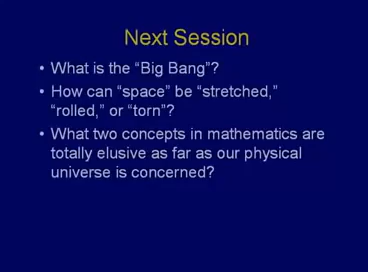 Next Session
• What is the “Big Bang”?
• How can “space” be “stretched,”
“rolled,” or “torn”?
• What two concepts in mathematics are
totally elusive as far as our physical
universe is concerned?